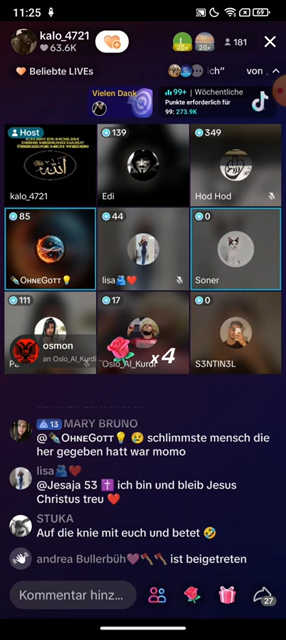 11:25
69
kalo_4721
63.6K
181
Beliebte LIVEs
ich“
von
Vielen Dank
99+ | Wöchentliche
Punkte erforderlich für
99: 273.9K
Host
139
349
kalo_4721
Edi
Hod Hod
85
44
0
OʜɴᴇGᴏᴛᴛ
lisa
Soner
111
17
0
osmon
an Oslo_Al_Kurdi
x4
Oslo_Al_Kurdi
S3NTIN3L
13 MARY BRUNO
@OʜɴᴇGᴏᴛᴛ schlimmste mensch die
her gegeben hatt war momo
lisa
@Jesaja 53 ich bin und bleib Jesus
Christus treu
STUKA
Auf die knie mit euch und betet
andrea Bullerbüh ist beigetreten
Kommentar hinz...
27